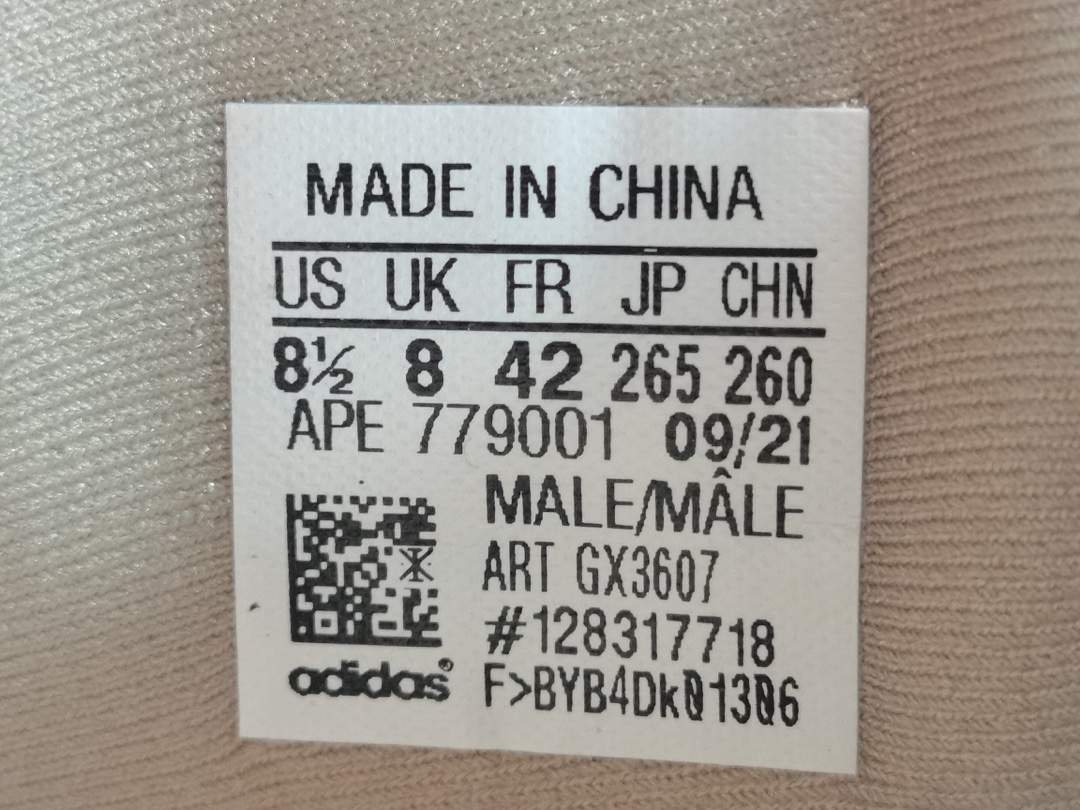 MADE IN CHINA
US UK FR JP CHN
8½ 8 42 265 260
APE 779001 09/21
MALE/MÂLE
ART GX3607
#128317718
F>BYB4Dk01306
adidas®